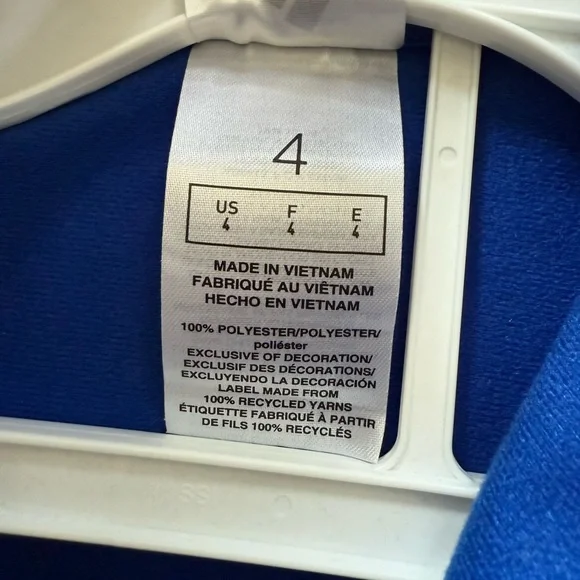 4
US F E
4 4 4
MADE IN VIETNAM
FABRIQUÉ AU VIÊTNAM
HECHO EN VIETNAM
100% POLYESTER/POLYESTER/
poliéster
EXCLUSIVE OF DECORATION/
EXCLUSIF DES DÉCORATIONS/
EXCLUYENDO LA DECORACIÓN
LABEL MADE FROM
100% RECYCLED YARNS
ÉTIQUETTE FABRIQUÉ À PARTIR
DE FILS 100% RECYCLÉS